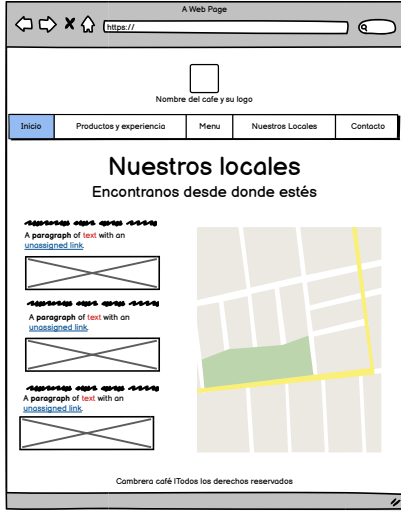 A Web Page
https://
Nombre del cafe y su logo
Inicio
Productos y experiencia
Menu
Nuestros Locales
Contacto
Nuestros locales
Encontranos desde donde estés
A paragraph of text with an
unassigned link.
A paragraph of text with an
unassigned link.
A paragraph of text with an
unassigned link.
Cambrera café |Todos los derechos reservados